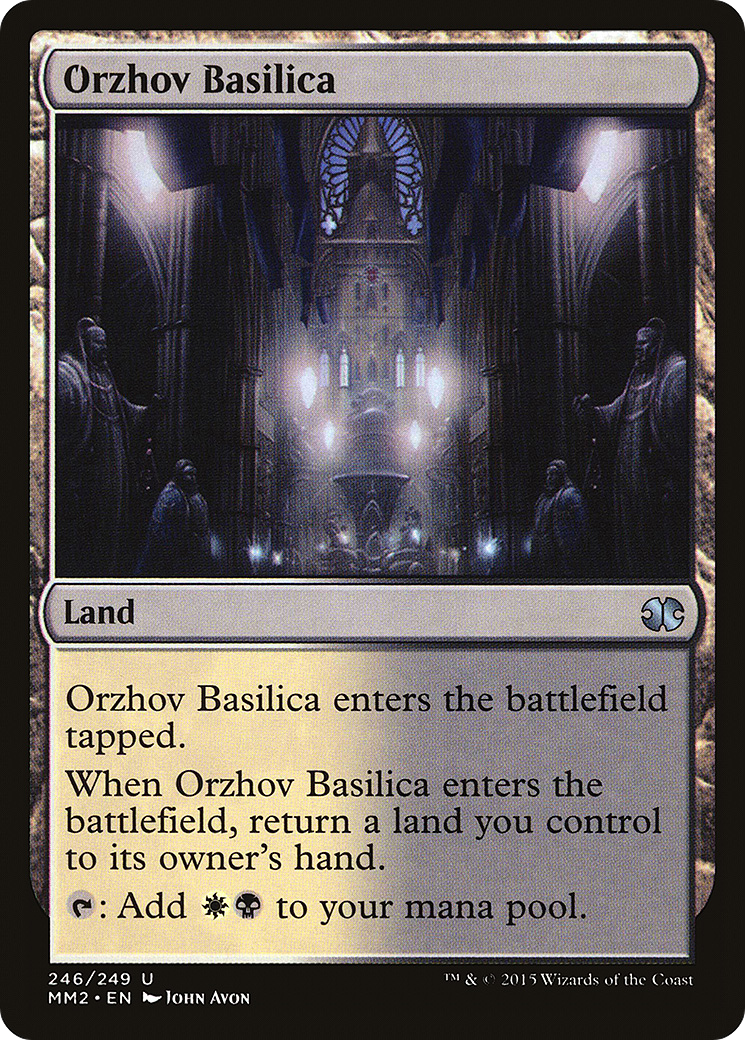 Orzhov Basilica
Land
Orzhov Basilica enters the battlefield
tapped.
When Orzhov Basilica enters the
battlefield, return a land you control
to its owner's hand.
: Add to your mana pool.
246/249 U
™ & © 2015 Wizards of the Coast
MM2 • EN John Avon